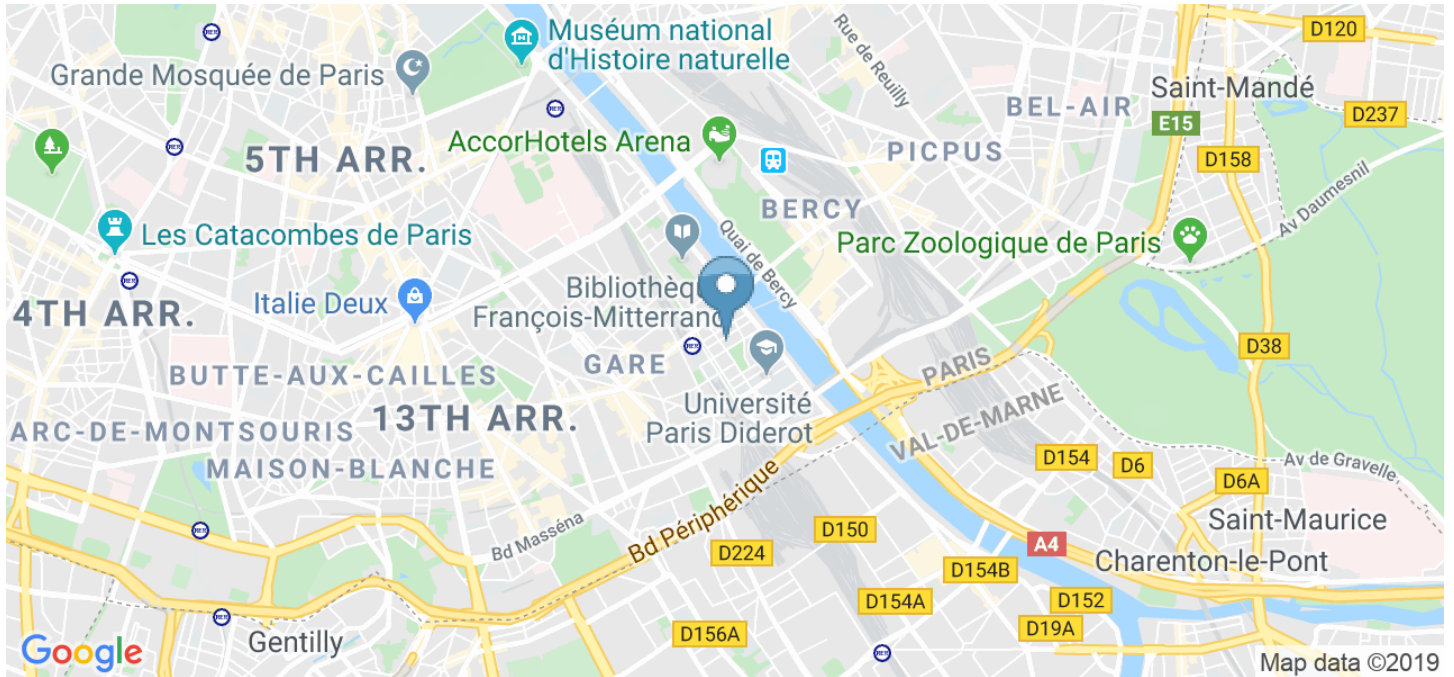 D120
Muséum national
d'Histoire naturelle
Rue de Reuilly
Grande Mosquée de Paris
Saint-Mandé
BEL-AIR
D237
E15
AccorHotels Arena
PICPUS
5TH ARR.
D158
Av Daumesnil
BERCY
Les Catacombes de Paris
Quai de Bercy
Parc Zoologique de Paris
Bibliothèqu
François-Mitterrand
Italie Deux
4TH ARR.
D38
GARE
PARIS
BUTTE-AUX-CAILLES
Université
Paris Diderot
13TH ARR.
VAL-DE-MARNE
ARC-DE-MONTSOURIS
MAISON-BLANCHE
D154
D6
Av de Gravelle
D6A
Bd Périphérique
Bd Masséna
D150
Saint-Maurice
A4
D224
Charenton-le-Pont
D154B
D154A
D152
D19A
D156A
Gentilly
Google
Map data ©2019